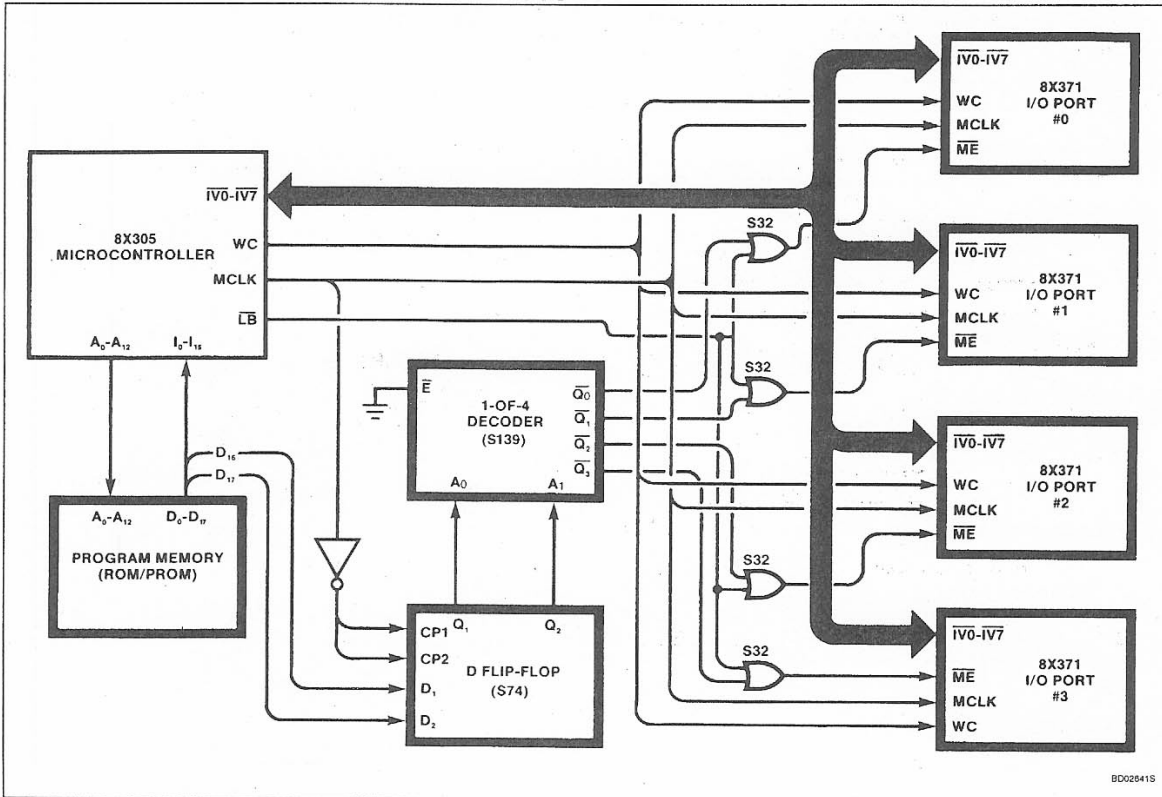 IV0-IV7
WC
MCLK
ME
8X371
I/O PORT
#0
IV0-IV7
8X305
MICROCONTROLLER
WC
MCLK
LB
A0-A12
I0-I15
S32
IV0-IV7
WC
MCLK
ME
8X371
I/O PORT
#1
E
1-OF-4
DECODER
(S139)
Q0
Q1
Q2
Q3
A0
A1
S32
D16
D17
A0-A12
D0-D17
PROGRAM MEMORY
(ROM/PROM)
IV0-IV7
WC
MCLK
ME
8X371
I/O PORT
#2
S32
CP1
CP2
D1
D2
Q1
Q2
D FLIP-FLOP
(S74)
S32
IV0-IV7
ME
MCLK
WC
8X371
I/O PORT
#3
BD02641S